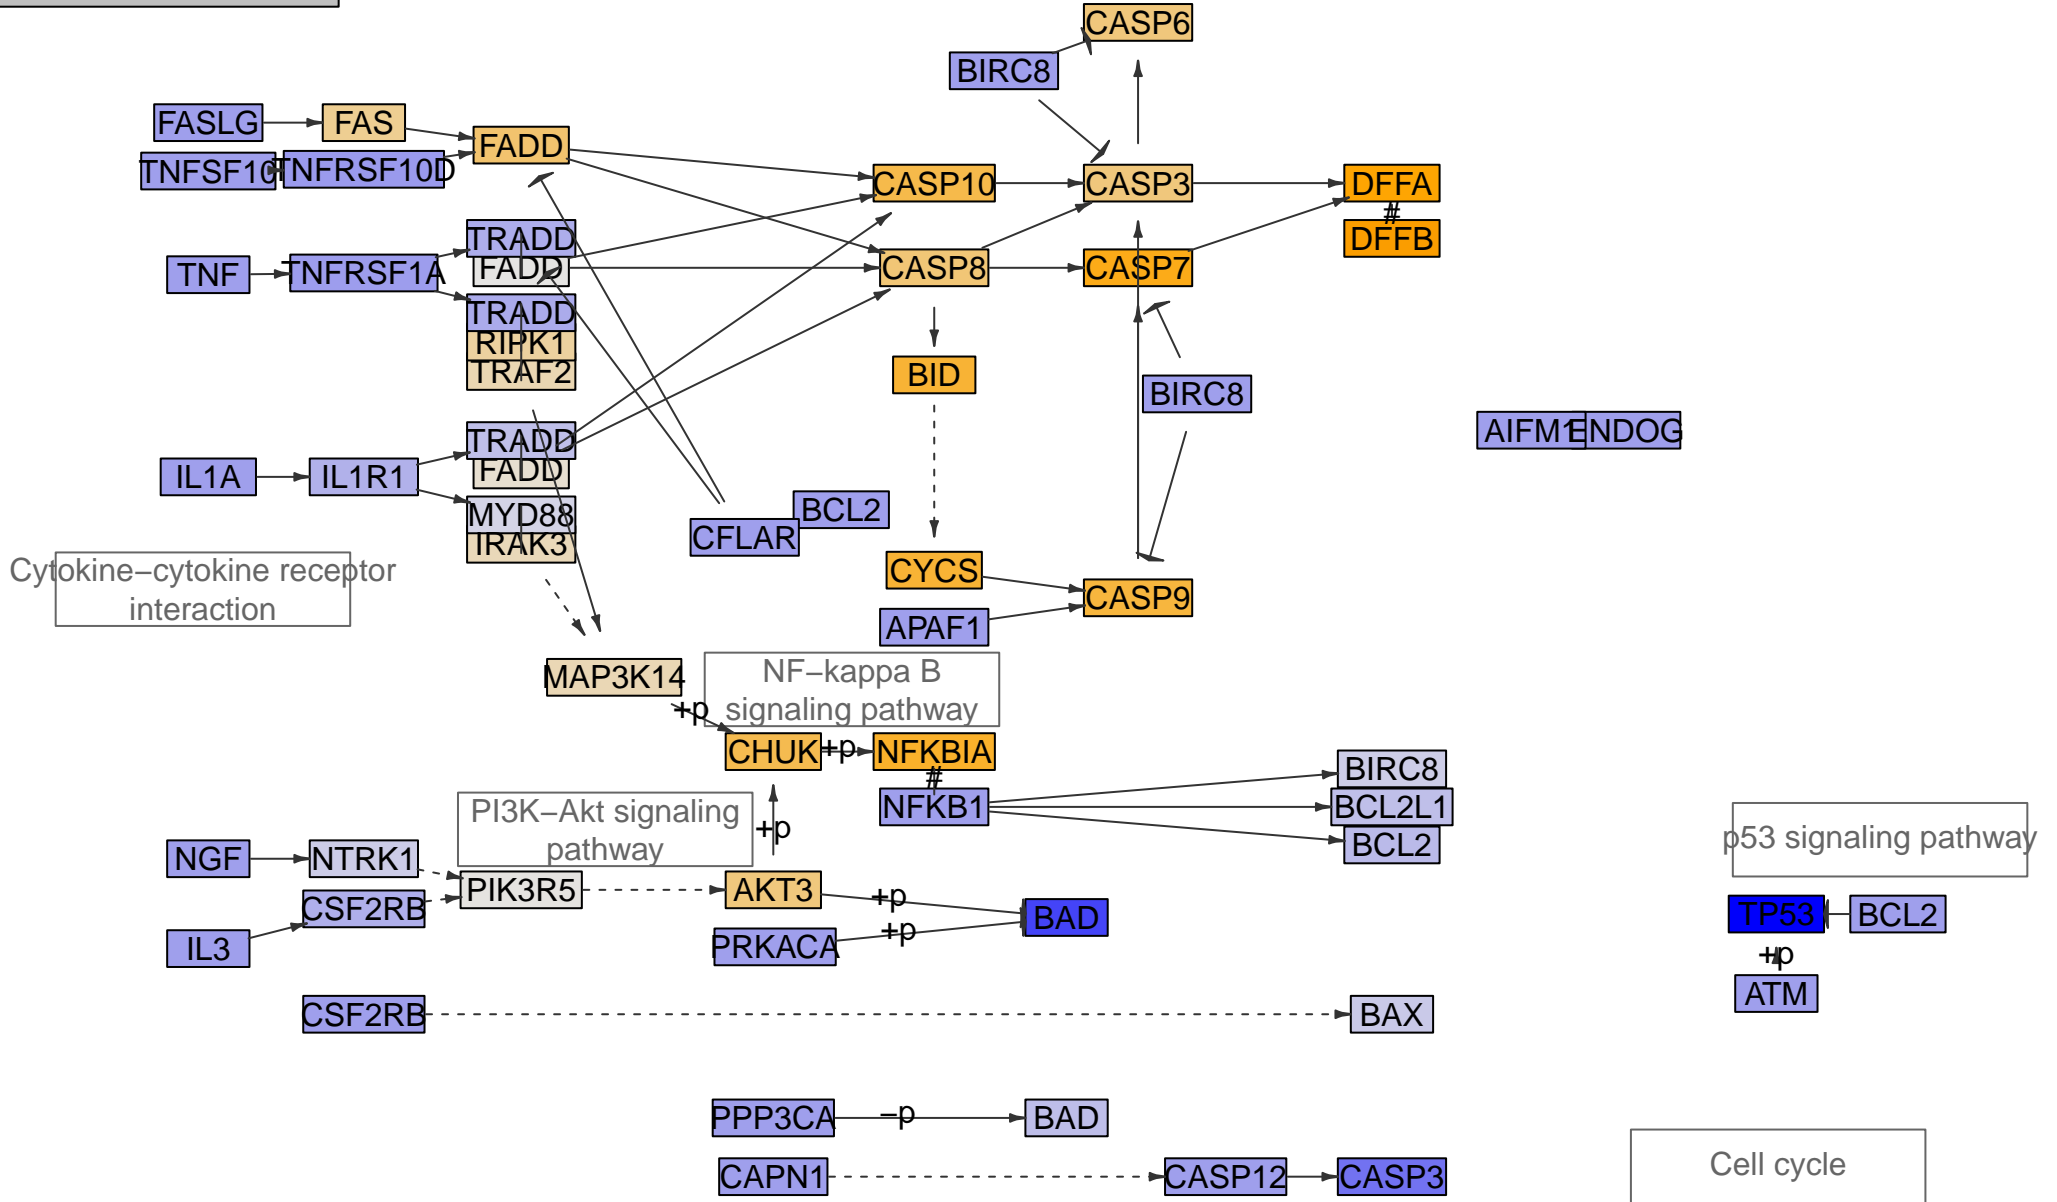 CASP6
BIRC8
FASLG
FAS
FADD
TNFSF10
TNFRSF10D
CASP10
CASP3
DFFA
#
DFFB
TRADD
FADD
TNF
TNFRSF1A
CASP8
CASP7
TRADD
RIPK1
TRAF2
BID
BIRC8
AIFM1
ENDOG
TRADD
FADD
IL1A
IL1R1
MYD88
IRAK3
BCL2
CFLAR
Cytokine–cytokine receptor
interaction
CYCS
CASP9
APAF1
MAP3K14
NF–kappa B
signaling pathway
+p
CHUK
+p
NFKBIA
#
NFKB1
BIRC8
BCL2L1
BCL2
PI3K–Akt signaling
pathway
+p
p53 signaling pathway
NGF
NTRK1
PIK3R5
AKT3
+p
CSF2RB
BAD
TP53
BCL2
IL3
PRKACA
+p
+p
ATM
CSF2RB
BAX
PPP3CA
–p
BAD
CAPN1
CASP12
CASP3
Cell cycle